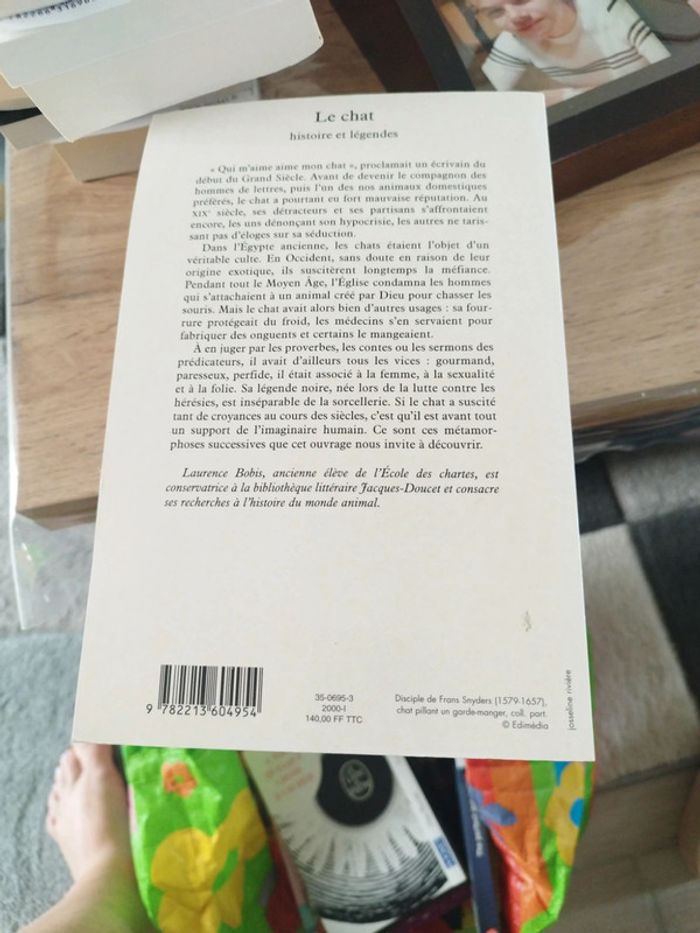 Le chat
histoire et légendes
« Qui m'aime aime mon chat », proclamait un écrivain du
début du Grand Siècle. Avant de devenir le compagnon des
hommes de lettres, puis l'un des nos animaux domestiques
préférés, le chat a pourtant eu fort mauvaise réputation. Au
XIXe siècle, ses détracteurs et ses partisans s'affrontaient
encore, les uns dénonçant son hypocrisie, les autres ne taris-
sant pas d'éloges sur sa séduction.
Dans l'Égypte ancienne, les chats étaient l'objet d'un
véritable culte. En Occident, sans doute en raison de leur
origine exotique, ils suscitèrent longtemps la méfiance.
Pendant tout le Moyen Âge, l'Église condamna les hommes
qui s'attachaient à un animal créé par Dieu pour chasser les
souris. Mais le chat avait alors bien d'autres usages : sa four-
rure protégeait du froid, les médecins s'en servaient pour
fabriquer des onguents et certains le mangeaient.
À en juger par les proverbes, les contes ou les sermons des
prédicateurs, il avait d'ailleurs tous les vices : gourmand,
paresseux, perfide, il était associé à la femme, à la sexualité
et à la folie. Sa légende noire, née lors de la lutte contre les
hérésies, est inséparable de la sorcellerie. Si le chat a suscité
tant de croyances au cours des siècles, c'est qu'il est avant tout
un support de l'imaginaire humain. Ce sont ces métamor-
phoses successives que cet ouvrage nous invite à découvrir.
Laurence Bobis, ancienne élève de l'École des chartes, est
conservatrice à la bibliothèque littéraire Jacques-Doucet et consacre
ses recherches à l'histoire du monde animal.
9 782213 604954
35-0695-3
2000-I
140,00 FF TTC
Disciple de Frans Snyders (1579-1657),
chat pillant un garde-manger, coll. part.
© Edimédia
josseline rivière